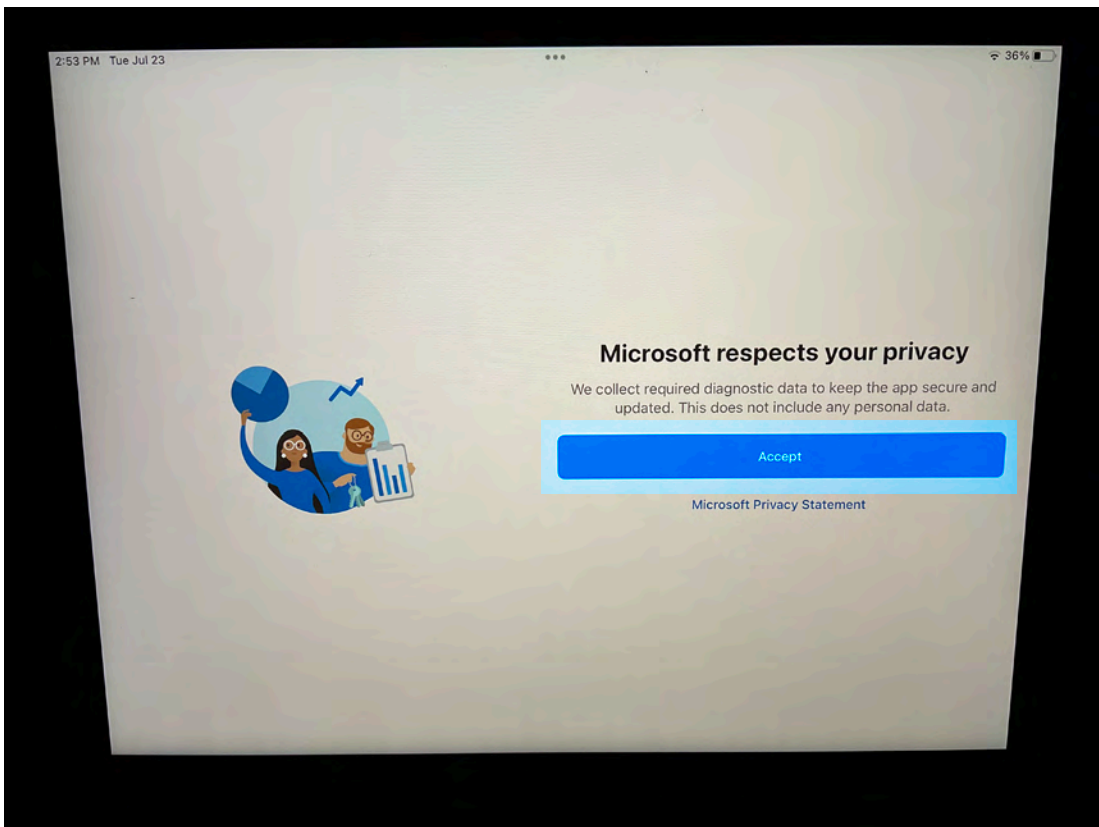 2:53 PM Tue Jul 23
36%
Microsoft respects your privacy
We collect required diagnostic data to keep the app secure and
updated. This does not include any personal data.
Accept
Microsoft Privacy Statement